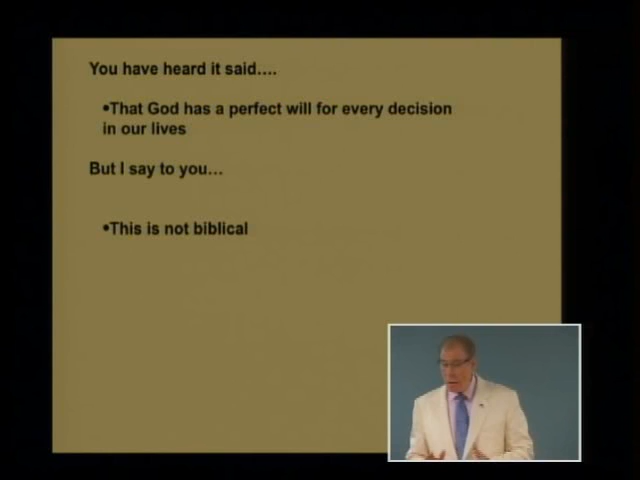 You have heard it said....
•That God has a perfect will for every decision
in our lives
But I say to you...
•This is not biblical